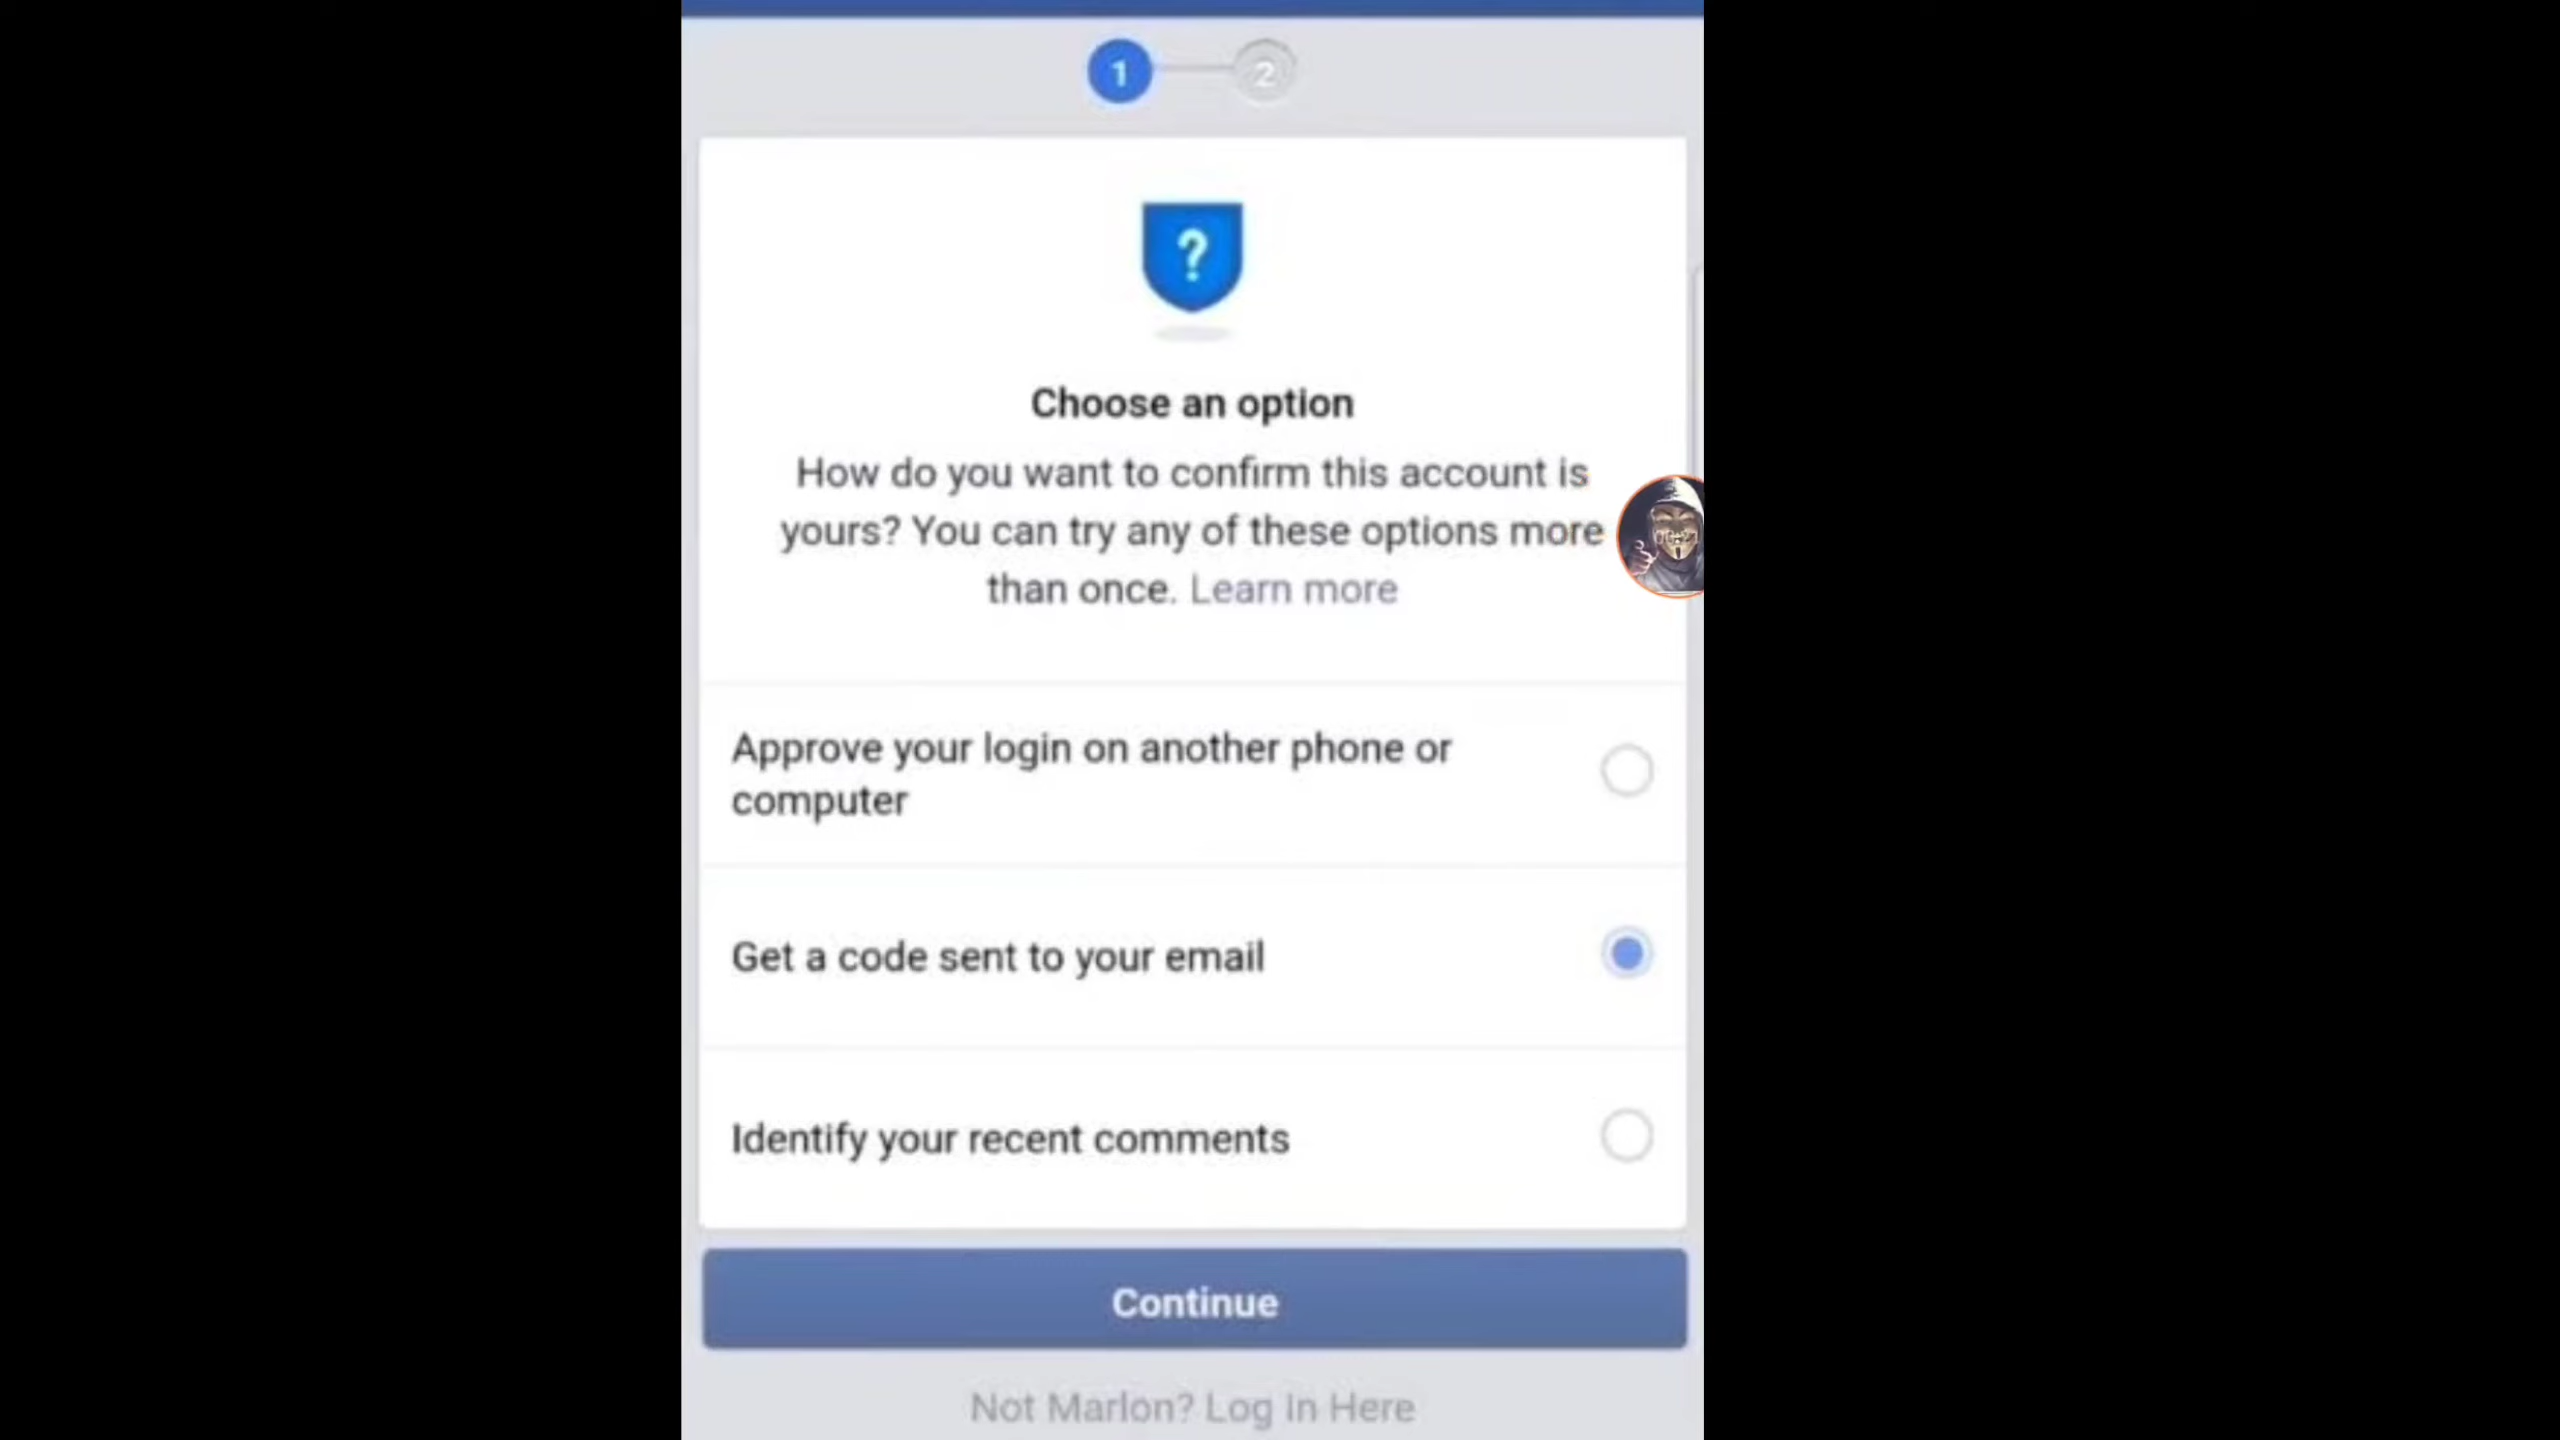 1
2
?
Choose an option
How do you want to confirm this account is
yours? You can try any of these options more
than once. Learn more
Approve your login on another phone or
computer
Get a code sent to your email
Identify your recent comments
Continue
Not Marlon? Log in Here